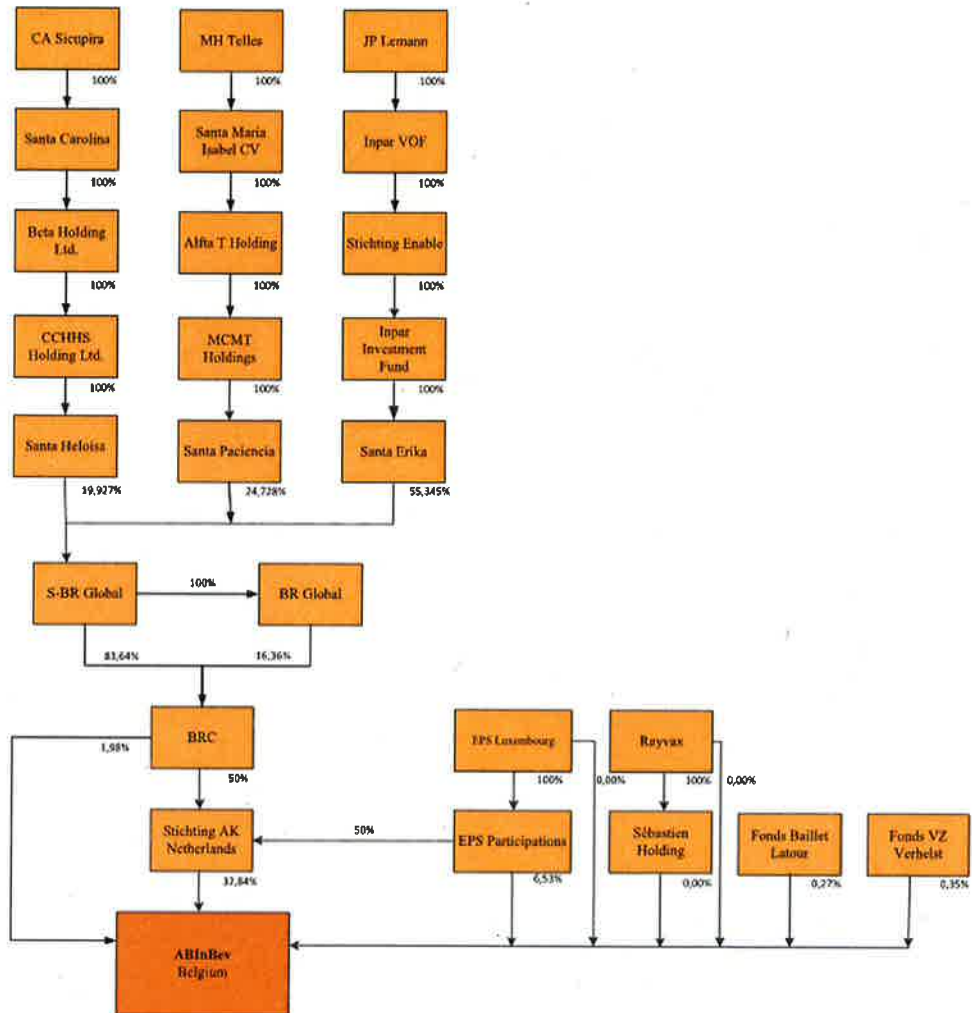 CA Sicupira
MH Telles
JP Lemann
100%
100%
100%
Santa Carolina
Santa Maria
Isabel CV
Inpar VOF
100%
100%
100%
Beta Holding
Ltd.
Alfta T Holding
Stichting Enable
100%
100%
100%
CCHHS
Holding Ltd.
MCMT
Holdings
Inpar
Investment
Fund
100%
100%
100%
Santa Heloisa
Santa Paciencia
Santa Erika
19,927%
24,728%
55,345%
S-BR Global
100%
BR Global
83,64%
16,36%
BRC
EPS Luxembourg
Rayvax
1,98%
50%
100%
0,00%
100%
0,00%
Stichting AK
Netherlands
50%
EPS Participations
Sébastien
Holding
Fonds Baillet
Latour
Fonds VZ
Verhelst
32,84%
6,53%
0,00%
0,27%
0,35%
ABInBev
Belgium